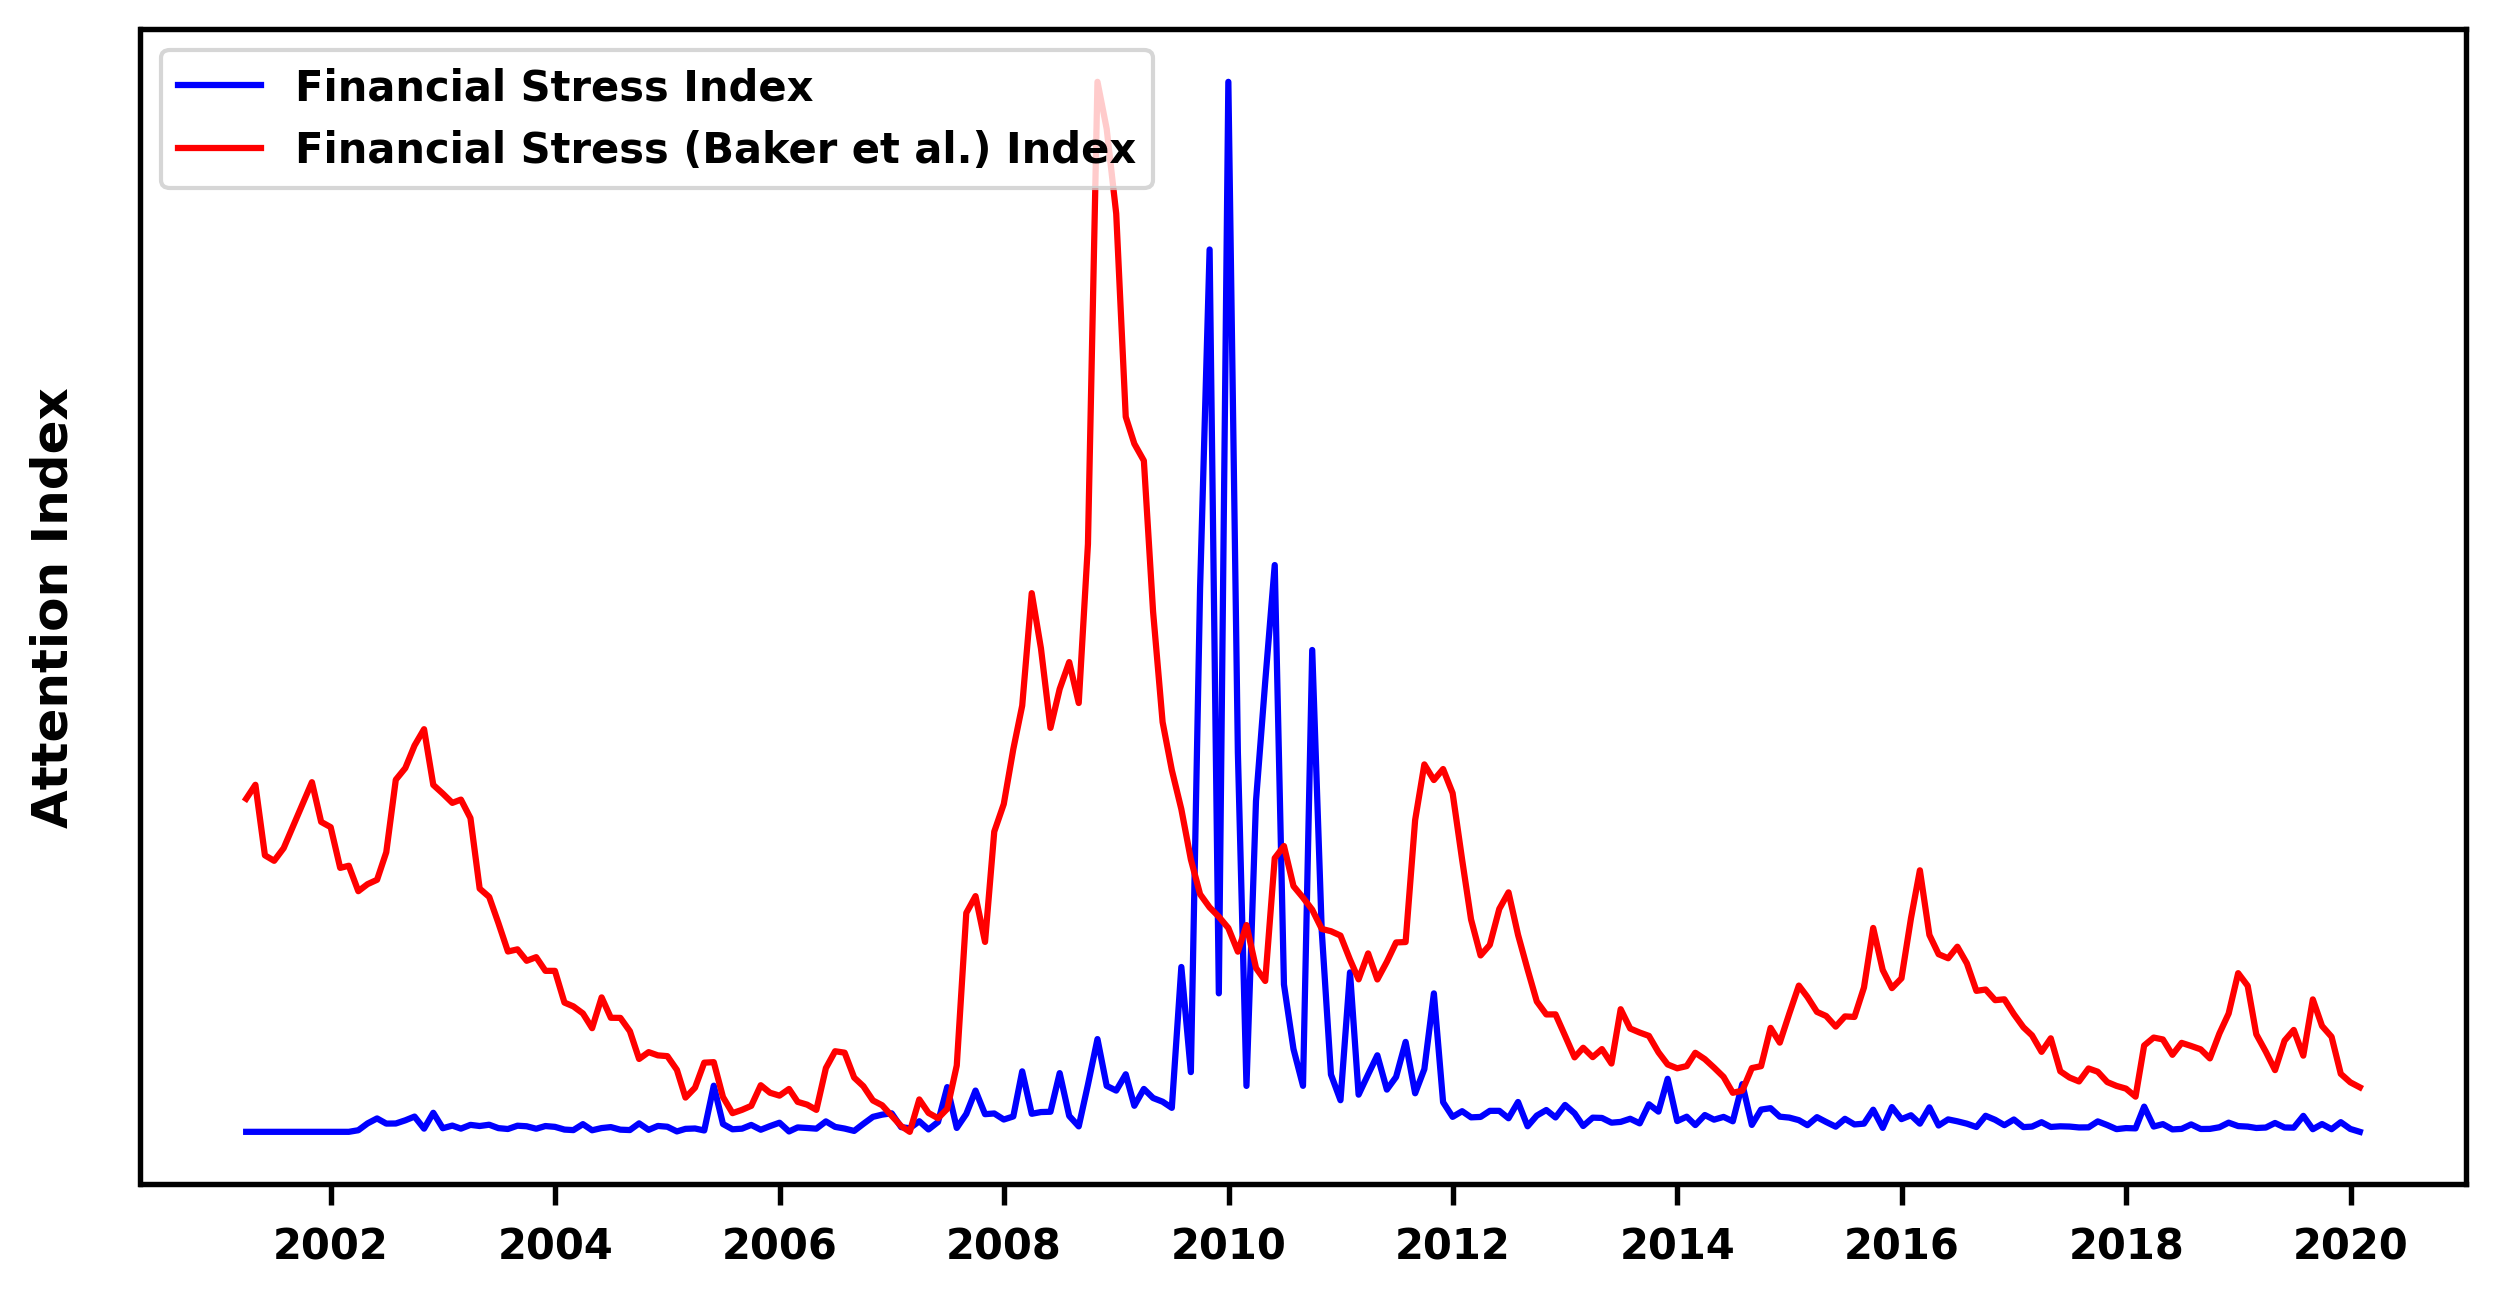 Financial Stress Index
Financial Stress (Baker et al.) Index
Attention Index
2002 2004 2006 2008 2010 2012 2014 2016 2018 2020